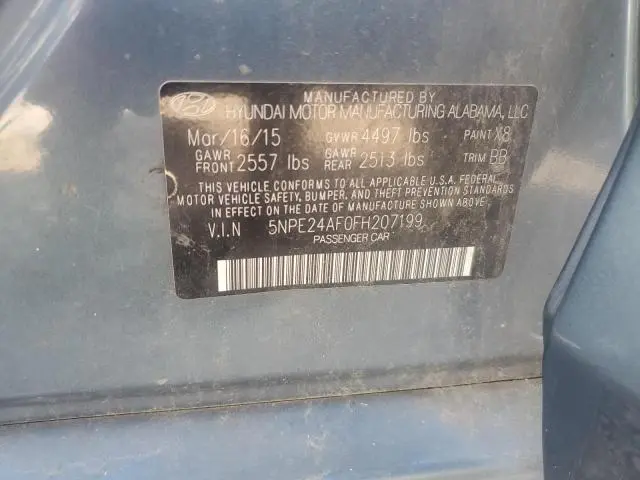 MANUFACTURED BY
HYUNDAI MOTOR MANUFACTURING ALABAMA, LLC
Mar/16/15 GVWR 4497 lbs PAINT X8
GAWR FRONT 2557 lbs GAWR REAR 2513 lbs TRIM BB
THIS VEHICLE CONFORMS TO ALL APPLICABLE U.S.A. FEDERAL
MOTOR VEHICLE SAFETY, BUMPER, AND THEFT PREVENTION STANDARDS
IN EFFECT ON THE DATE OF MANUFACTURE SHOWN ABOVE.
V.I.N 5NPE24AF0FH207199
PASSENGER CAR